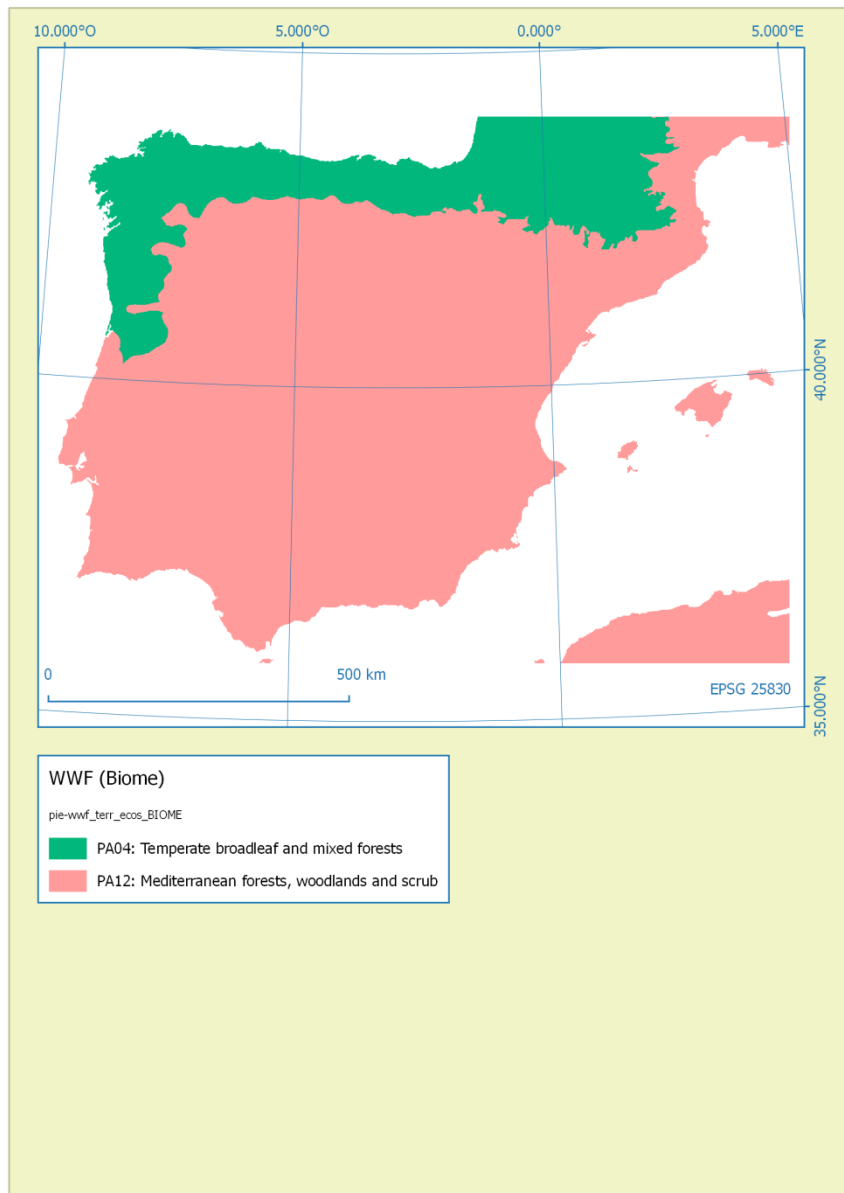 10.000°O 5.000°O 0.000° 5.000°E
40.000°N
0 500 km
EPSG 25830
35.000°N
WWF (Biome)
pie-wwf_terr_ecos_BIOME
PA04: Temperate broadleaf and mixed forests
PA12: Mediterranean forests, woodlands and scrub